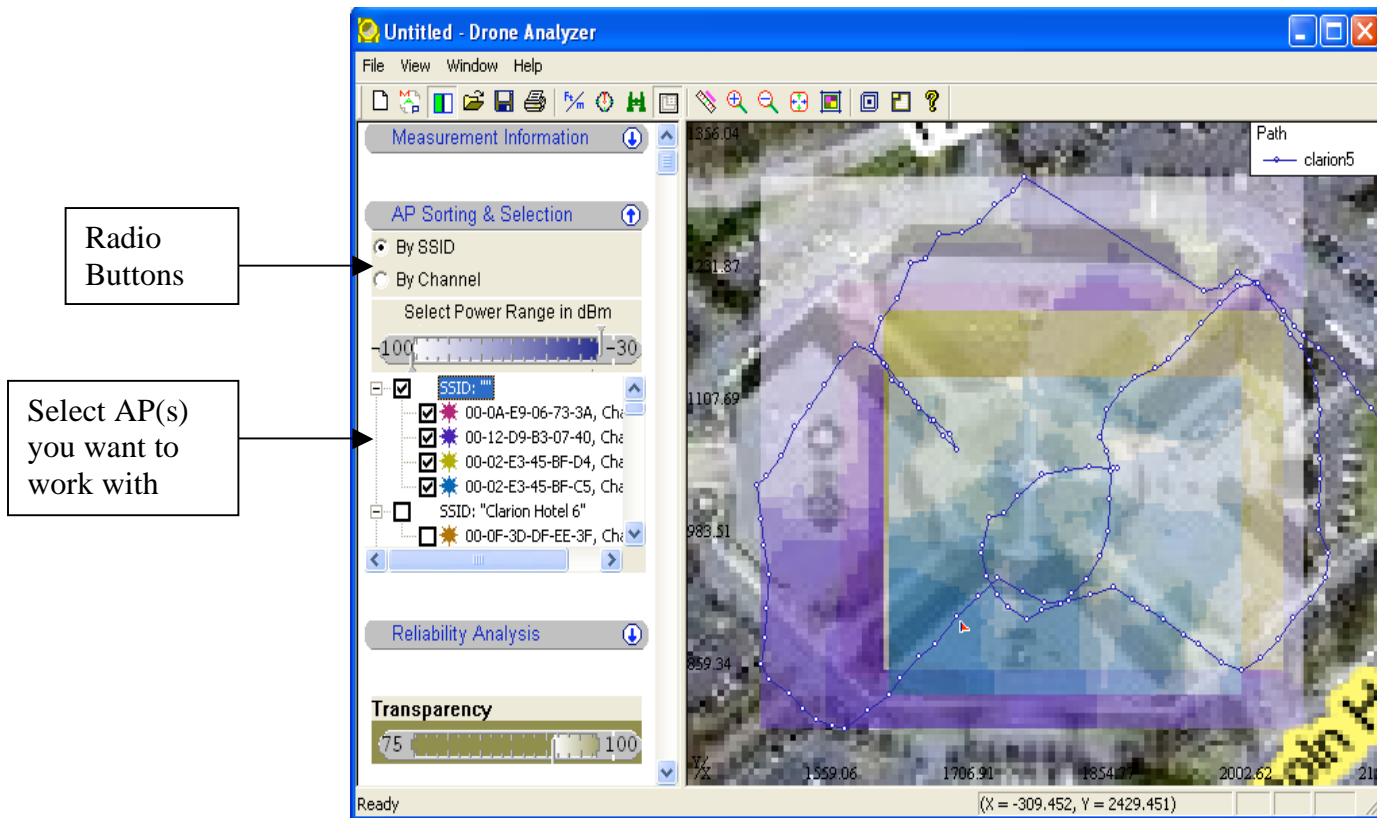 Untitled - Drone Analyzer
File View Window Help
Ft/m
Measurement Information
AP Sorting & Selection
By SSID
By Channel
Select Power Range in dBm
-100 -30
SSID: ""
00-0A-E9-06-73-3A, Cha
00-12-D9-B3-07-40, Cha
00-02-E3-45-BF-D4, Cha
00-02-E3-45-BF-C5, Cha
SSID: "Clarion Hotel 6"
00-0F-3D-DF-EE-3F, Cha
Reliability Analysis
Transparency
75 100
Radio
Buttons
Select AP(s)
you want to
work with
Path
clarion5
1356.04
1231.87
1107.69
983.51
859.34
Y/X 1559.06 1706.91 1854.77 2002.62 21
oln H
Ready
(X = -309.452, Y = 2429.451)